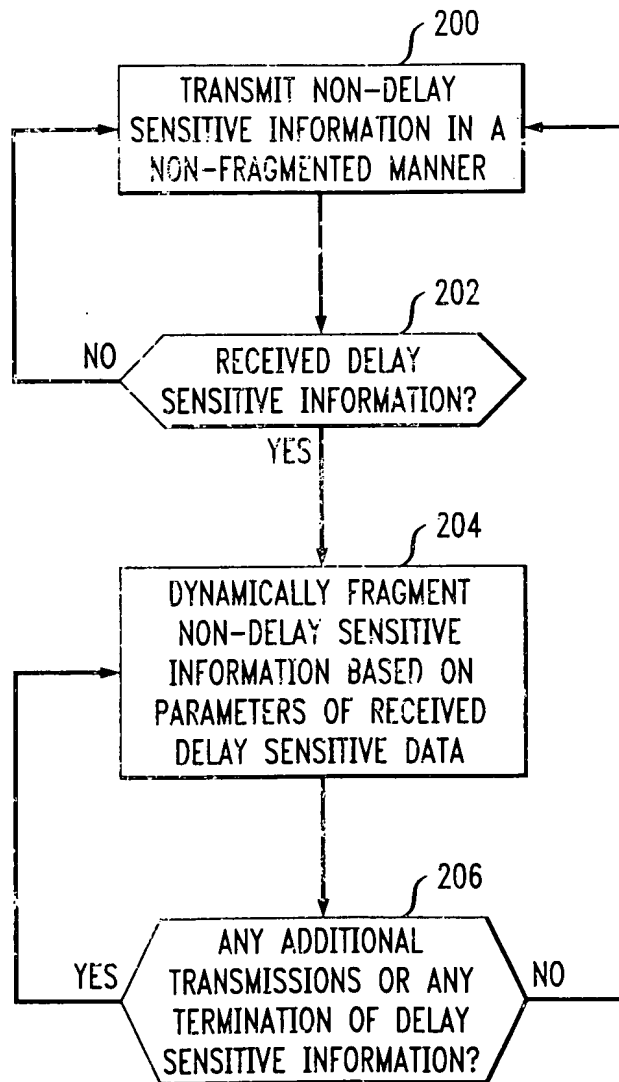 200
TRANSMIT NON-DELAY
SENSITIVE INFORMATION IN A
NON-FRAGMENTED MANNER
202
NO
RECEIVED DELAY
SENSITIVE INFORMATION?
YES
204
DYNAMICALLY FRAGMENT
NON-DELAY SENSITIVE
INFORMATION BASED ON
PARAMETERS OF RECEIVED
DELAY SENSITIVE DATA
206
YES
ANY ADDITIONAL
TRANSMISSIONS OR ANY
TERMINATION OF DELAY
SENSITIVE INFORMATION?
NO